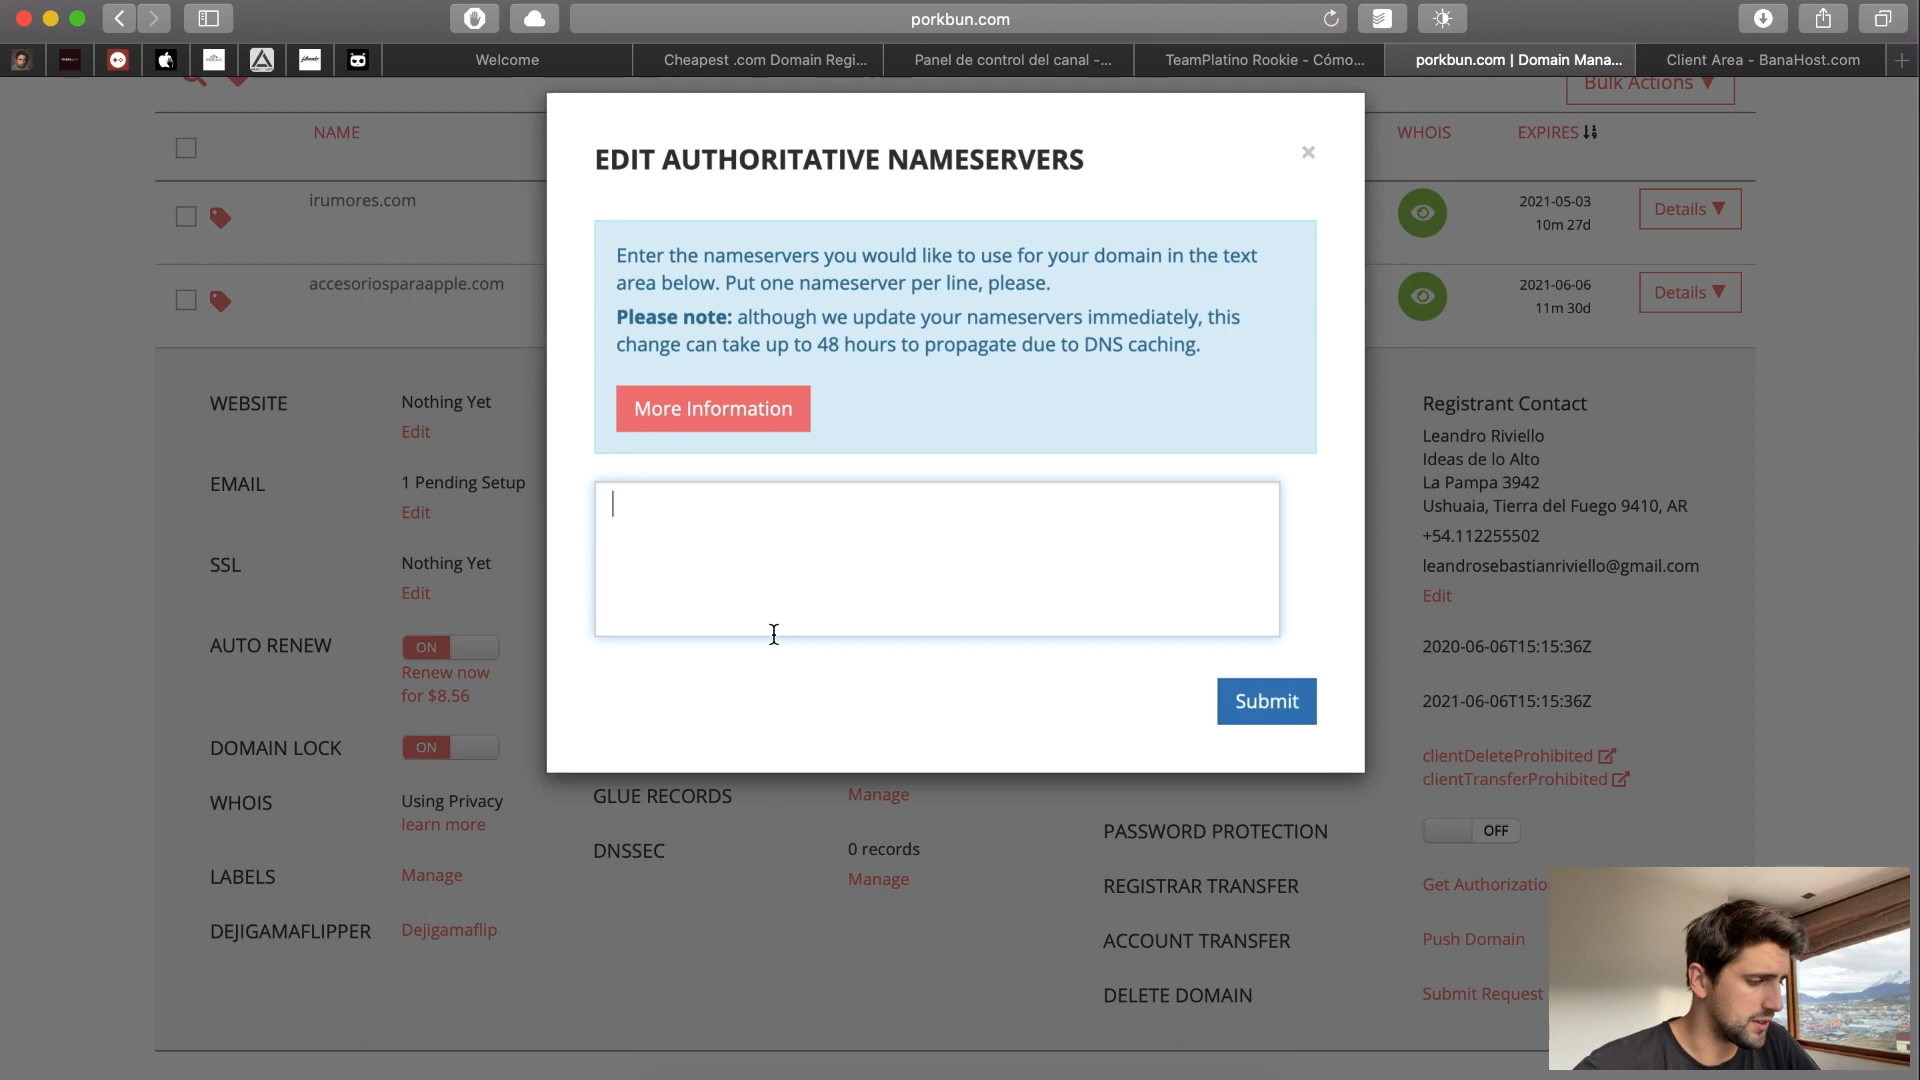 porkbun.com
Welcome
Cheapest .com Domain Regi...
Panel de control del canal -...
TeamPlatino Rookie - Cómo...
porkbun.com | Domain Mana...
Client Area - BanaHost.com
Bulk Actions ▼
NAME
WHOIS
EXPIRES
irumores.com
2021-05-03
10m 27d
Details ▼
accesoriosparaapple.com
2021-06-06
11m 30d
Details ▼
EDIT AUTHORITATIVE NAMESERVERS
×
Enter the nameservers you would like to use for your domain in the text
area below. Put one nameserver per line, please.
Please note: although we update your nameservers immediately, this
change can take up to 48 hours to propagate due to DNS caching.
More Information
Submit
WEBSITE
Nothing Yet
Edit
EMAIL
1 Pending Setup
Edit
SSL
Nothing Yet
Edit
AUTO RENEW
ON
Renew now
for $8.56
DOMAIN LOCK
ON
WHOIS
Using Privacy
learn more
LABELS
Manage
DEJIGAMAFLIPPER
Dejigamaflip
GLUE RECORDS
Manage
DNSSEC
0 records
Manage
Registrant Contact
Leandro Riviello
Ideas de lo Alto
La Pampa 3942
Ushuaia, Tierra del Fuego 9410, AR
+54.112255502
leandrosebastianriviello@gmail.com
Edit
2020-06-06T15:15:36Z
2021-06-06T15:15:36Z
clientDeleteProhibited
clientTransferProhibited
PASSWORD PROTECTION
OFF
REGISTRAR TRANSFER
Get Authorizatio
ACCOUNT TRANSFER
Push Domain
DELETE DOMAIN
Submit Request